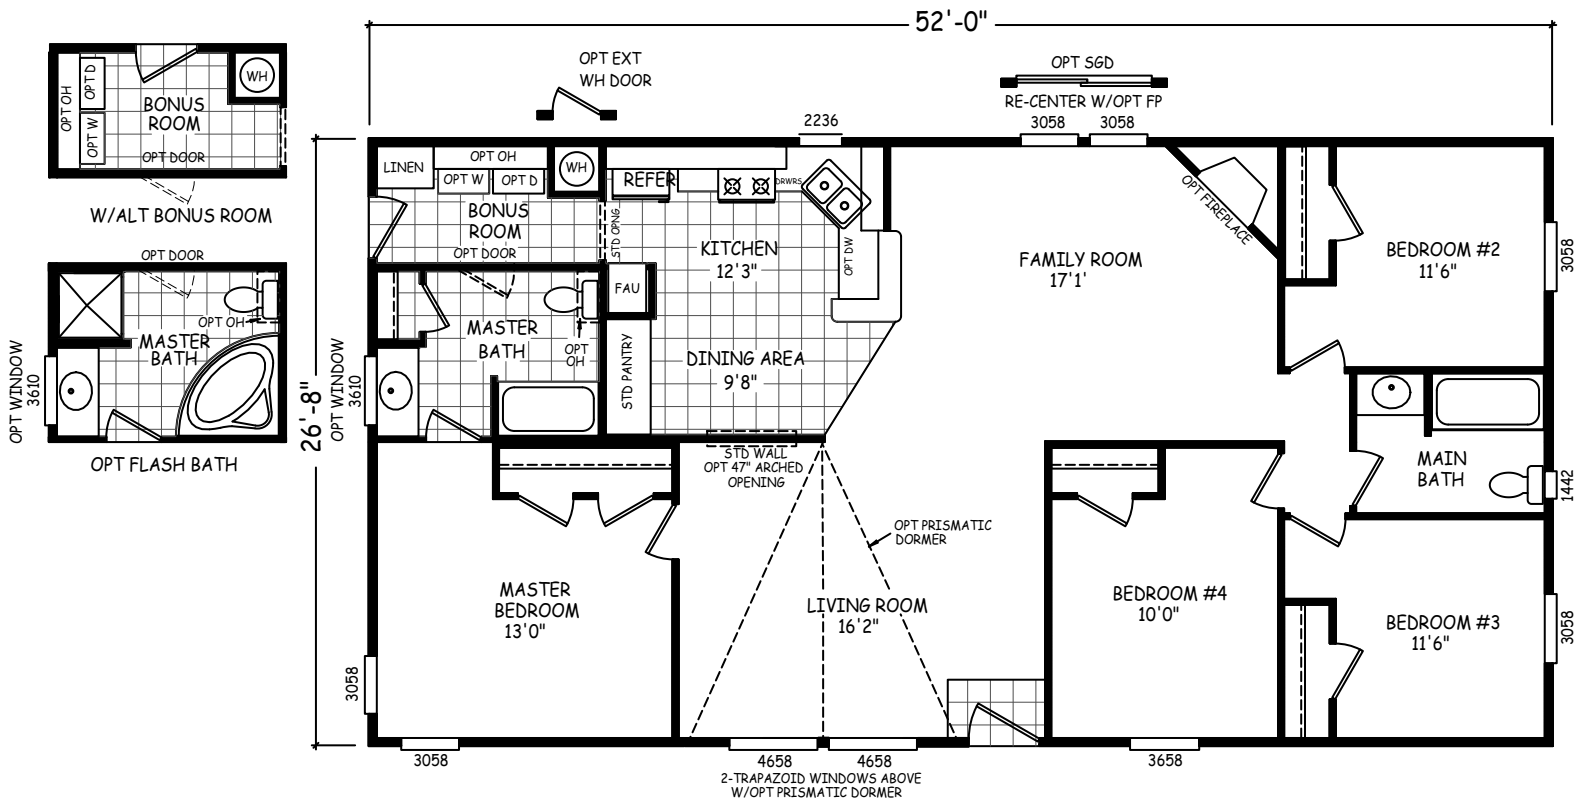 52'-0"
OPT EXT
WH DOOR
OPT SGD
RE-CENTER W/OPT FP
3058
3058
2236
OPT OH
OPT D
OPT W
BONUS
ROOM
WH
OPT DOOR
W/ALT BONUS ROOM
OPT DOOR
OPT OH
MASTER
BATH
OPT WINDOW
3610
OPT FLASH BATH
26'-8"
LINEN
OPT OH
OPT W
OPT D
WH
BONUS
ROOM
OPT DOOR
STD OPNG
REFER
DRWRS
KITCHEN
12'3"
OPT DW
FAU
MASTER
BATH
OPT
OH
OPT WINDOW
3610
STD PANTRY
DINING AREA
9'8"
STD WALL
OPT 47" ARCHED
OPENING
FAMILY ROOM
17'1'
OPT FIREPLACE
BEDROOM #2
11'6"
3058
MAIN
BATH
1442
OPT PRISMATIC
DORMER
MASTER
BEDROOM
13'0"
LIVING ROOM
16'2"
BEDROOM #4
10'0"
BEDROOM #3
11'6"
3058
3058
3058
4658
4658
3658
2-TRAPAZOID WINDOWS ABOVE
W/OPT PRISMATIC DORMER